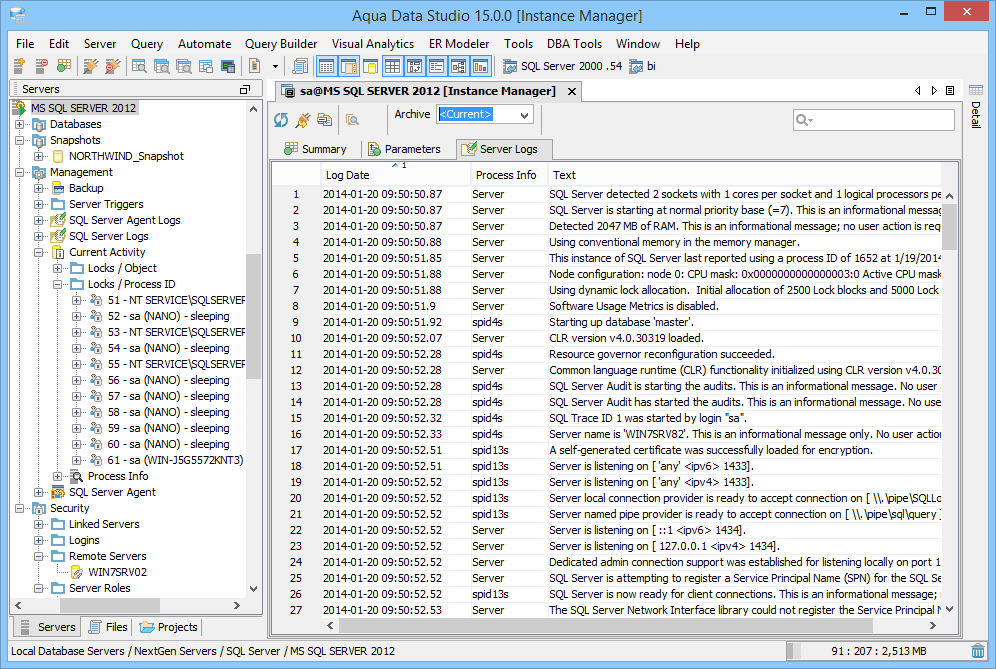 Aqua Data Studio 15.0.0 [Instance Manager]
File Edit Server Query Automate Query Builder Visual Analytics ER Modeler Tools DBA Tools Window Help
SQL Server 2000 .54 bi
Servers
MS SQL SERVER 2012
Databases
Snapshots
NORTHWIND_Snapshot
Management
Backup
Server Triggers
SQL Server Agent Logs
SQL Server Logs
Current Activity
Locks / Object
Locks / Process ID
51 - NT SERVICE\SQLSERVER
52 - sa (NANO) - sleeping
53 - NT SERVICE\SQLSERVER
54 - sa (NANO) - sleeping
55 - NT SERVICE\SQLSERVER
56 - sa (NANO) - sleeping
57 - sa (NANO) - sleeping
58 - sa (NANO) - sleeping
59 - sa (NANO) - sleeping
60 - sa (NANO) - sleeping
61 - sa (WIN-J5G5572KNT3)
Process Info
SQL Server Agent
Security
Linked Servers
Logins
Remote Servers
WIN7SRV02
Server Roles
Servers Files Projects
sa@MS SQL SERVER 2012 [Instance Manager]
Archive <Current>
Summary Parameters Server Logs
Log Date 1 Process Info Text
1 2014-01-20 09:50:50.87 Server SQL Server detected 2 sockets with 1 cores per socket and 1 logical processors pe
2 2014-01-20 09:50:50.87 Server SQL Server is starting at normal priority base (=7). This is an informational messag
3 2014-01-20 09:50:50.87 Server Detected 2047 MB of RAM. This is an informational message; no user action is req
4 2014-01-20 09:50:50.88 Server Using conventional memory in the memory manager.
5 2014-01-20 09:50:51.85 Server This instance of SQL Server last reported using a process ID of 1652 at 1/19/2014
6 2014-01-20 09:50:51.88 Server Node configuration: node 0: CPU mask: 0x0000000000000003:0 Active CPU mask
7 2014-01-20 09:50:51.88 Server Using dynamic lock allocation. Initial allocation of 2500 Lock blocks and 5000 Lock
8 2014-01-20 09:50:51.9 Server Software Usage Metrics is disabled.
9 2014-01-20 09:50:51.92 spid4s Starting up database 'master'.
10 2014-01-20 09:50:52.07 Server CLR version v4.0.30319 loaded.
11 2014-01-20 09:50:52.28 spid4s Resource governor reconfiguration succeeded.
12 2014-01-20 09:50:52.28 Server Common language runtime (CLR) functionality initialized using CLR version v4.0.30
13 2014-01-20 09:50:52.28 spid4s SQL Server Audit is starting the audits. This is an informational message. No user
14 2014-01-20 09:50:52.28 spid4s SQL Server Audit has started the audits. This is an informational message. No use
15 2014-01-20 09:50:52.32 spid4s SQL Trace ID 1 was started by login "sa".
16 2014-01-20 09:50:52.33 spid4s Server name is 'WIN7SRV82'. This is an informational message only. No user action
17 2014-01-20 09:50:52.51 spid13s A self-generated certificate was successfully loaded for encryption.
18 2014-01-20 09:50:52.51 spid13s Server is listening on [ 'any' <ipv6> 1433].
19 2014-01-20 09:50:52.51 spid13s Server is listening on [ 'any' <ipv4> 1433].
20 2014-01-20 09:50:52.52 spid13s Server local connection provider is ready to accept connection on [ \\.\pipe\SQLLo
21 2014-01-20 09:50:52.52 spid13s Server named pipe provider is ready to accept connection on [ \\.\pipe\sql\query ]
22 2014-01-20 09:50:52.52 Server Server is listening on [ ::1 <ipv6> 1434].
23 2014-01-20 09:50:52.52 Server Server is listening on [ 127.0.0.1 <ipv4> 1434].
24 2014-01-20 09:50:52.52 Server Dedicated admin connection support was established for listening locally on port 1
25 2014-01-20 09:50:52.52 Server SQL Server is attempting to register a Service Principal Name (SPN) for the SQL Se
26 2014-01-20 09:50:52.52 spid13s SQL Server is now ready for client connections. This is an informational message;
27 2014-01-20 09:50:52.53 Server The SQL Server Network Interface library could not register the Service Principal N
Detail
Local Database Servers / NextGen Servers / SQL Server / MS SQL SERVER 2012
91 : 207 : 2,513 MB